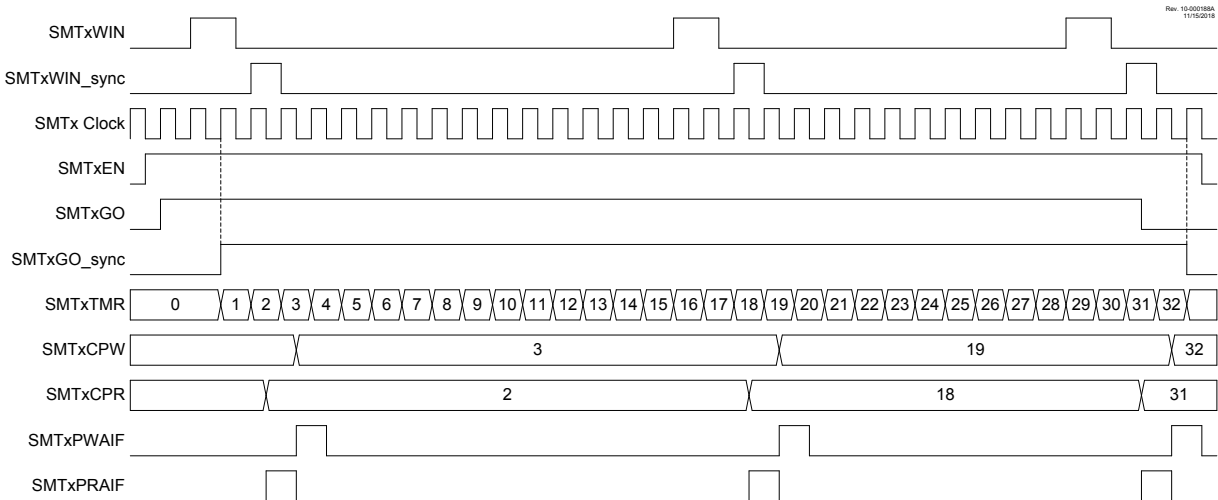 Rev. 10-000188A
11/15/2018
SMTxWIN
SMTxWIN_sync
SMTx Clock
SMTxEN
SMTxGO
SMTxGO_sync
SMTxTMR 0 1 2 3 4 5 6 7 8 9 10 11 12 13 14 15 16 17 18 19 20 21 22 23 24 25 26 27 28 29 30 31 32
SMTxCPW 3 19 32
SMTxCPR 2 18 31
SMTxPWAIF
SMTxPRAIF